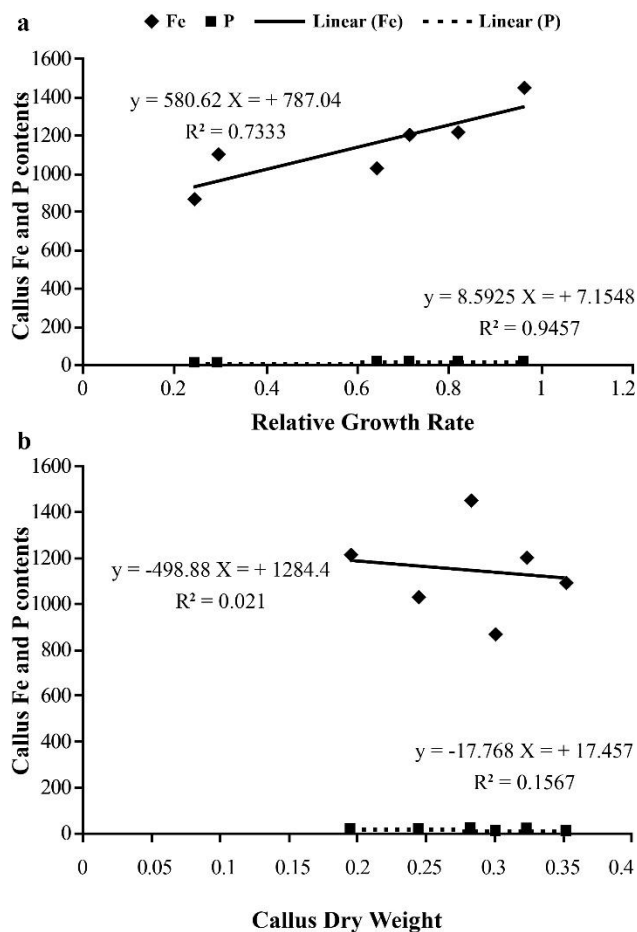 a
Fe P Linear (Fe) Linear (P)
1600
1400
1200
1000
800
600
400
200
0
Callus Fe and P contents
y = 580.62 X = + 787.04
R² = 0.7333
y = 8.5925 X = + 7.1548
R² = 0.9457
0 0.2 0.4 0.6 0.8 1 1.2
Relative Growth Rate
b
1600
1400
1200
1000
800
600
400
200
0
Callus Fe and P contents
y = -498.88 X = + 1284.4
R² = 0.021
y = -17.768 X = + 17.457
R² = 0.1567
0 0.05 0.1 0.15 0.2 0.25 0.3 0.35 0.4
Callus Dry Weight